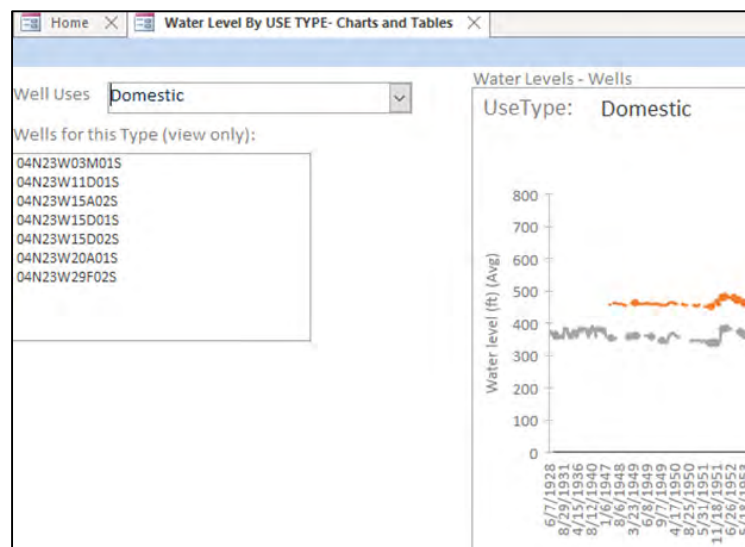 Home
Water Level By USE TYPE- Charts and Tables
Well Uses Domestic
Wells for this Type (view only):
04N23W03M01S
04N23W11D01S
04N23W15A02S
04N23W15D01S
04N23W15D02S
04N23W20A01S
04N23W29F02S
Water Levels - Wells
UseType: Domestic
Water level (ft) (Avg)
800
700
600
500
400
300
200
100
0
6/7/1928
8/29/1931
4/15/1936
8/12/1940
1/6/1947
8/6/1948
3/23/1949
6/8/1949
9/7/1949
4/17/1950
8/25/1950
5/31/1951
11/18/1951
6/26/1952
5/18/1953